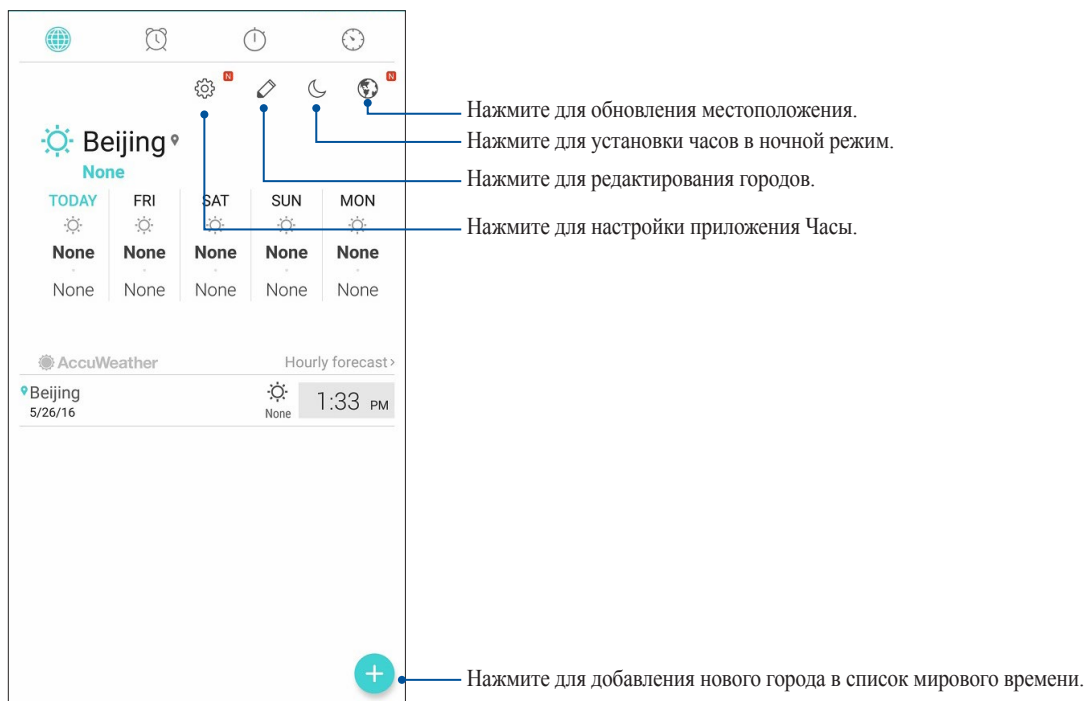 N N
Нажмите для обновления местоположения.
Нажмите для установки часов в ночной режим.
Beijing
None
Нажмите для редактирования городов.
TODAY FRI SAT SUN MON
Нажмите для настройки приложения Часы.
None None None None None
None None None None None
AccuWeather Hourly forecast >
Beijing
5/26/16 None 1:33 PM
Нажмите для добавления нового города в список мирового времени.